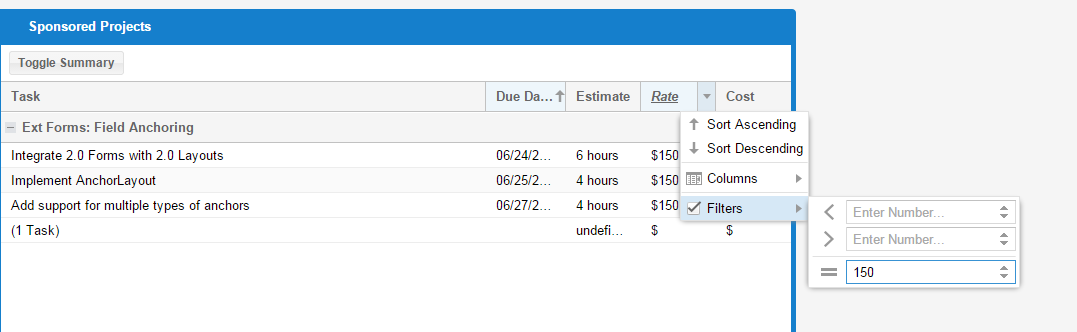 Sponsored Projects
Toggle Summary
Task Due Da... Estimate Rate Cost
Ext Forms: Field Anchoring
Sort Ascending
Integrate 2.0 Forms with 2.0 Layouts 06/24/2... 6 hours $150
Sort Descending
Implement AnchorLayout 06/25/2... 4 hours $150
Columns
Add support for multiple types of anchors 06/27/2... 4 hours $150
Filters
< Enter Number...
(1 Task) undefi... $ $
> Enter Number...
= 150